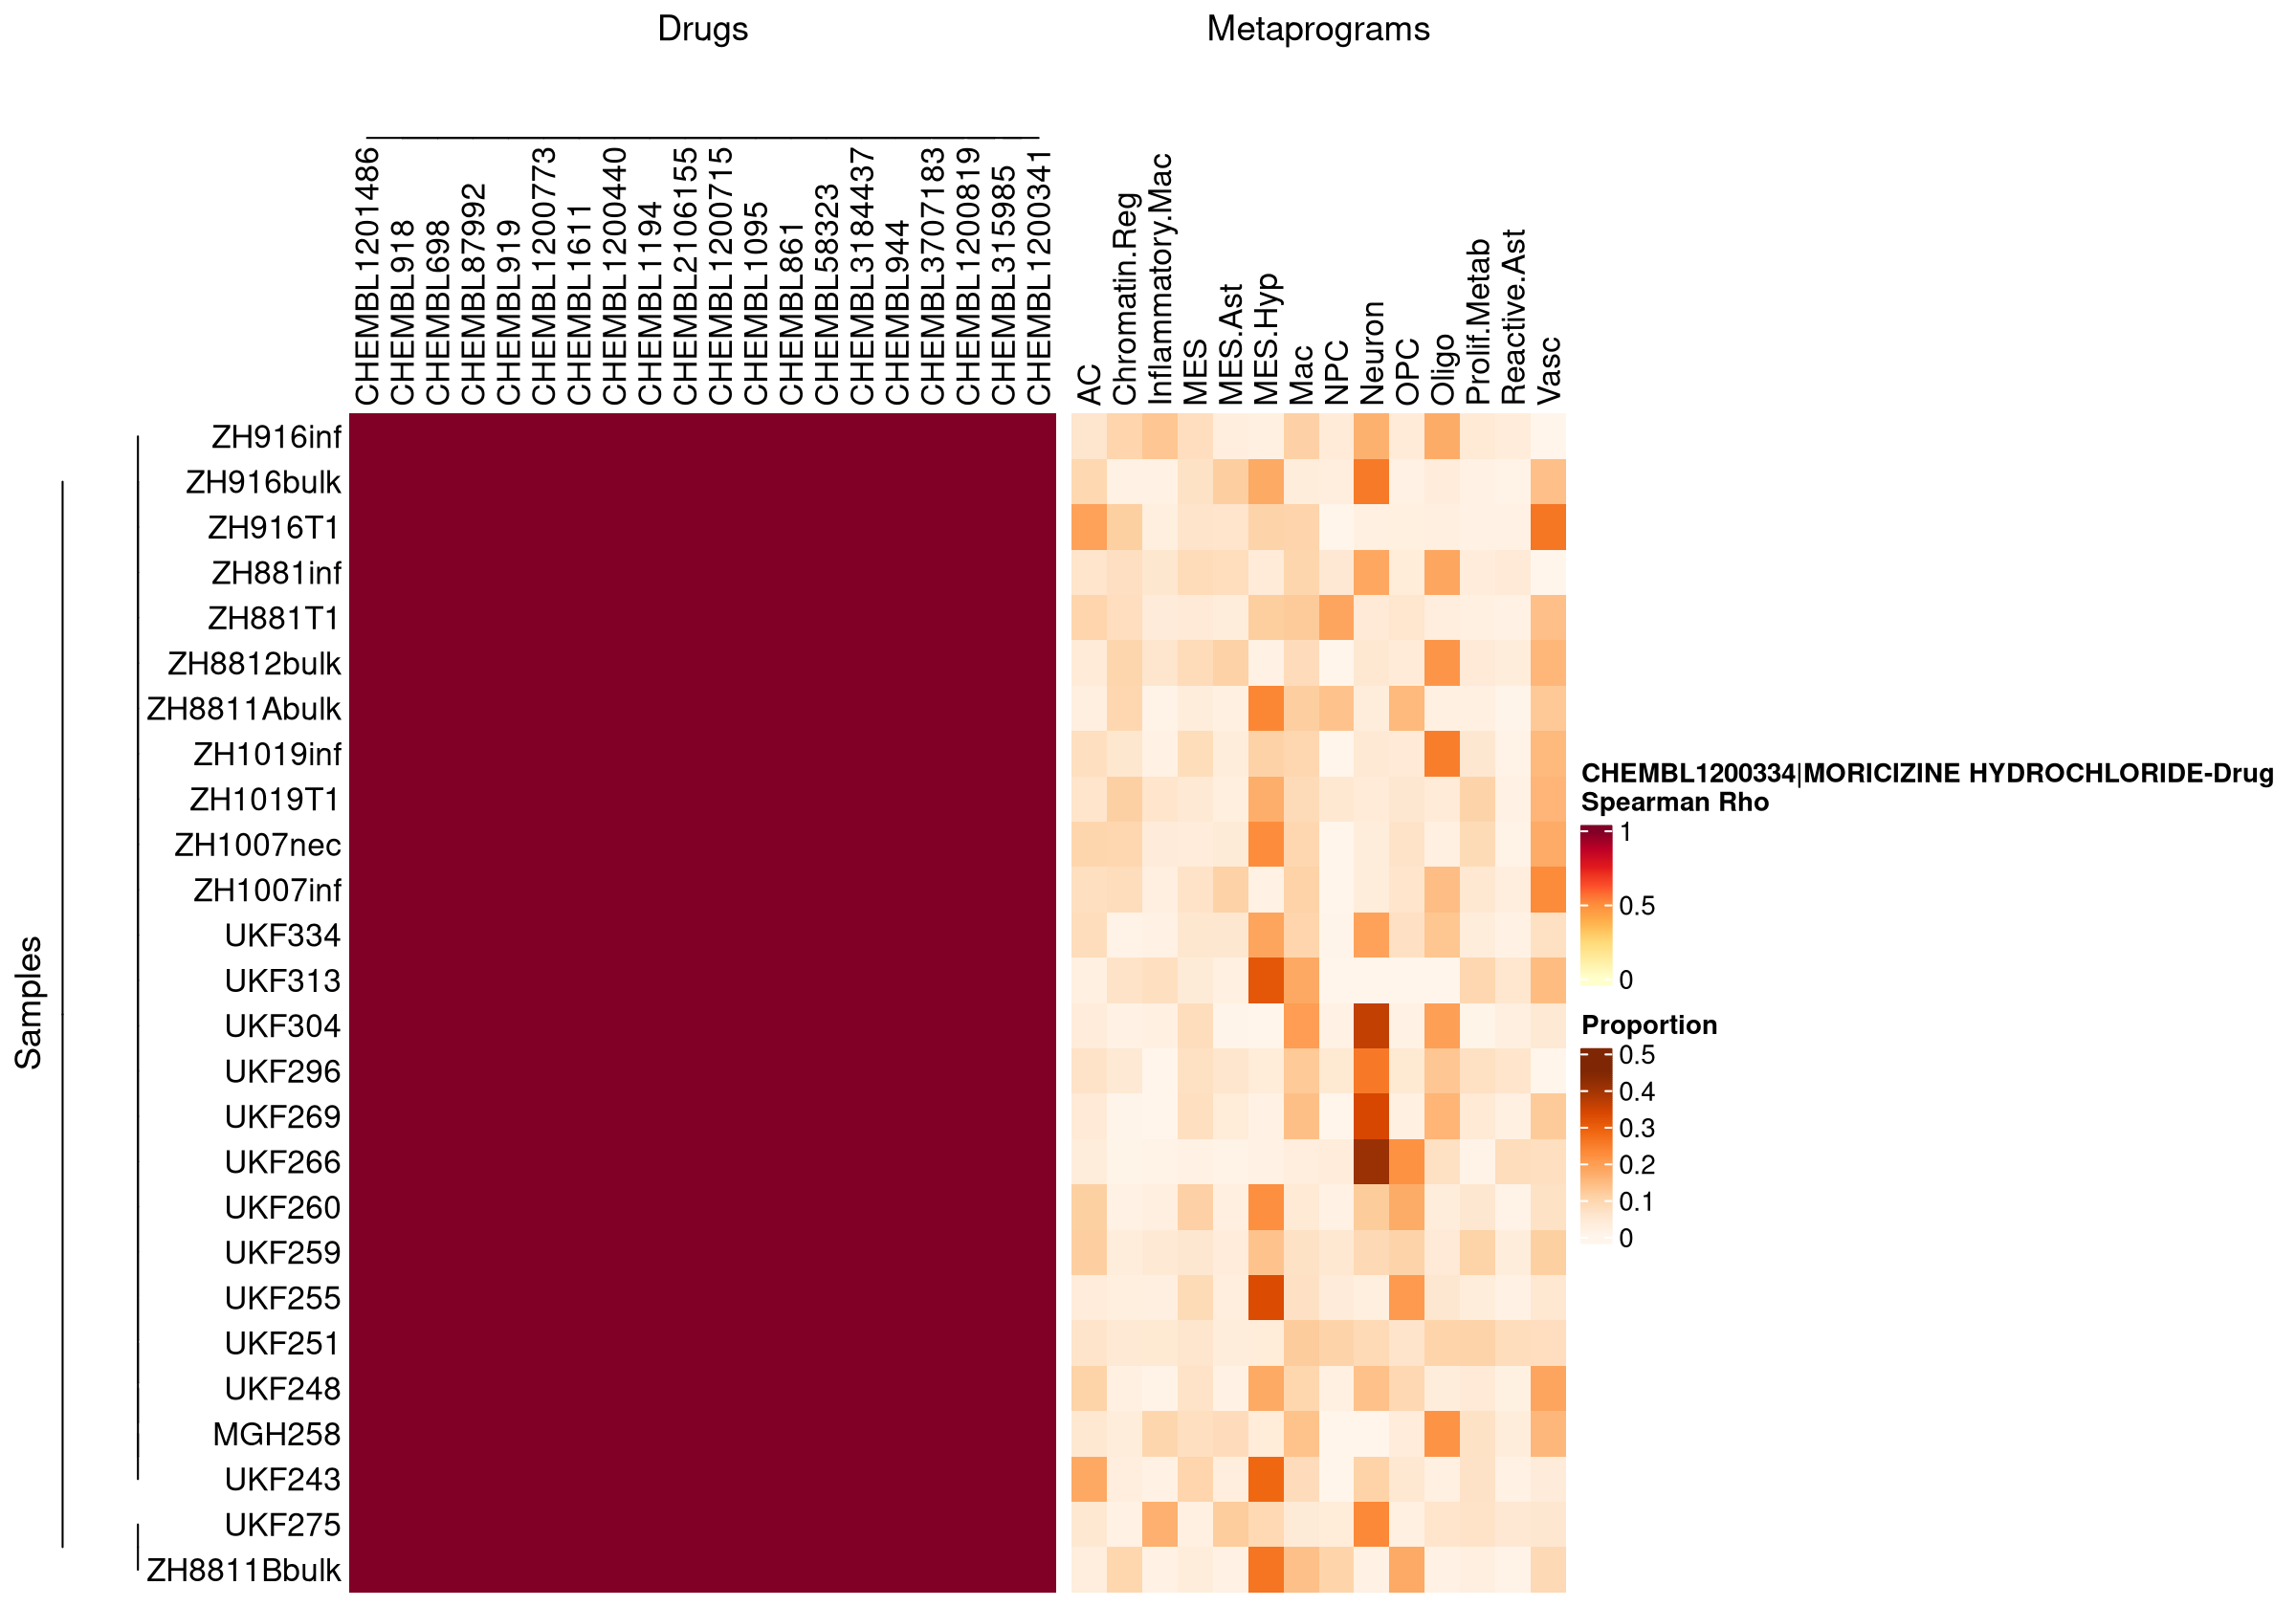 Drugs
Metaprograms
CHEMBL1201486
CHEMBL918
CHEMBL698
CHEMBL87992
CHEMBL919
CHEMBL1200773
CHEMBL1611
CHEMBL1200440
CHEMBL1194
CHEMBL2106155
CHEMBL1200715
CHEMBL1095
CHEMBL861
CHEMBL58323
CHEMBL3184437
CHEMBL944
CHEMBL3707183
CHEMBL1200819
CHEMBL315985
CHEMBL1200341
AC
Chromatin.Reg
Inflammatory.Mac
MES
MES.Ast
MES.Hyp
Mac
NPC
Neuron
OPC
Oligo
Prolif.Metab
Reactive.Ast
Vasc
Samples
ZH916inf
ZH916bulk
ZH916T1
ZH881inf
ZH881T1
ZH8812bulk
ZH8811Abulk
ZH1019inf
ZH1019T1
ZH1007nec
ZH1007inf
UKF334
UKF313
UKF304
UKF296
UKF269
UKF266
UKF260
UKF259
UKF255
UKF251
UKF248
MGH258
UKF243
UKF275
ZH8811Bbulk
CHEMBL1200334|MORICIZINE HYDROCHLORIDE-Drug
Spearman Rho
1
0.5
0
Proportion
0.5
0.4
0.3
0.2
0.1
0